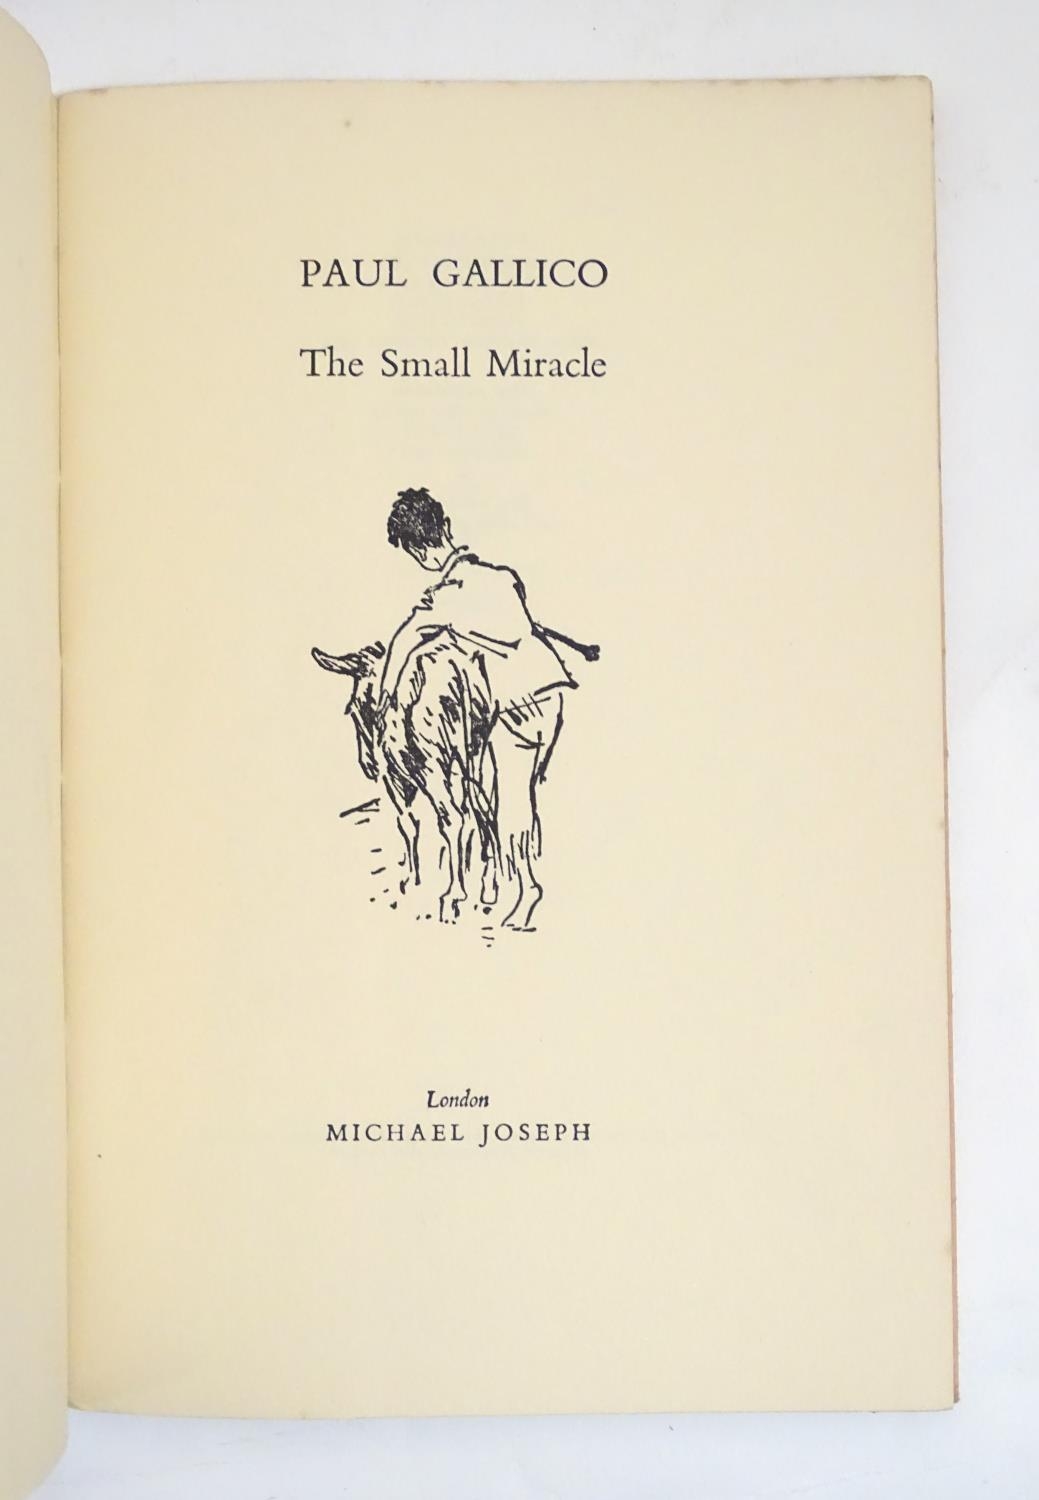 PAUL GALLICO
The Small Miracle
London
MICHAEL JOSEPH